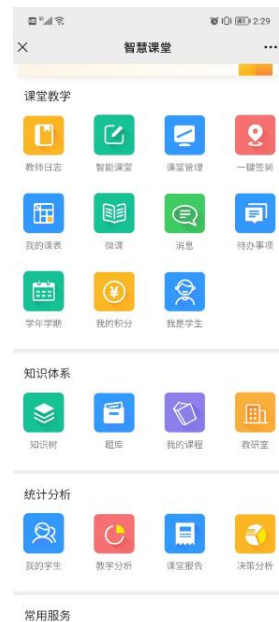 2:29
智慧课堂
课堂教学
教师日志 智能课堂 课堂管理 一键签到
我的课表 微课 消息 待办事项
学年学期 我的积分 我是学生
知识体系
知识树 题库 我的课程 教研室
统计分析
我的学生 教学分析 课堂报告 决策分析
常用服务